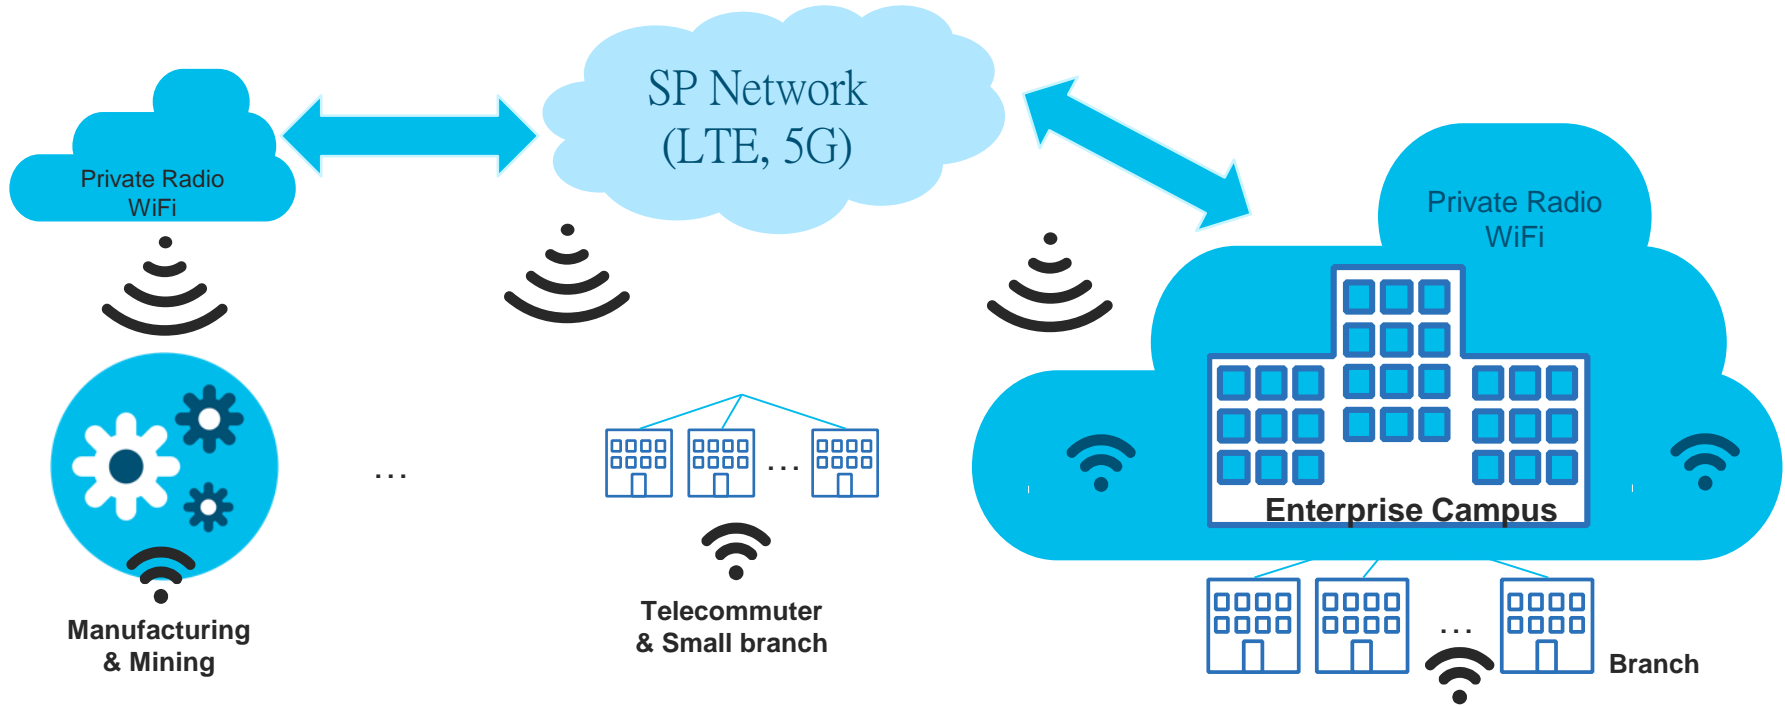 SP Network
(LTE, 5G)
Private Radio
WiFi
Private Radio
WiFi
...
...
Enterprise Campus
Telecommuter
& Small branch
Manufacturing
& Mining
...
Branch